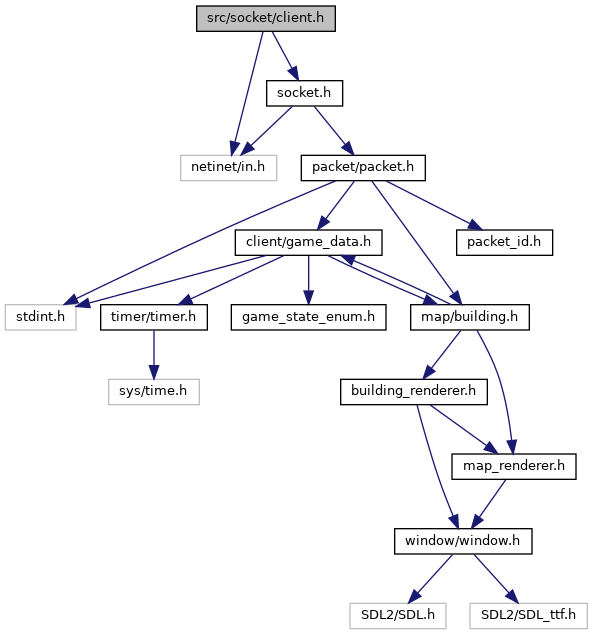 src/socket/client.h
socket.h
netinet/in.h
packet/packet.h
client/game_data.h
packet_id.h
stdint.h
timer/timer.h
game_state_enum.h
map/building.h
sys/time.h
building_renderer.h
map_renderer.h
window/window.h
SDL2/SDL.h
SDL2/SDL_ttf.h